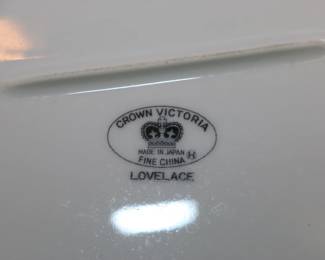 CROWN VICTORIA
MADE IN JAPAN H
FINE CHINA
LOVELACE